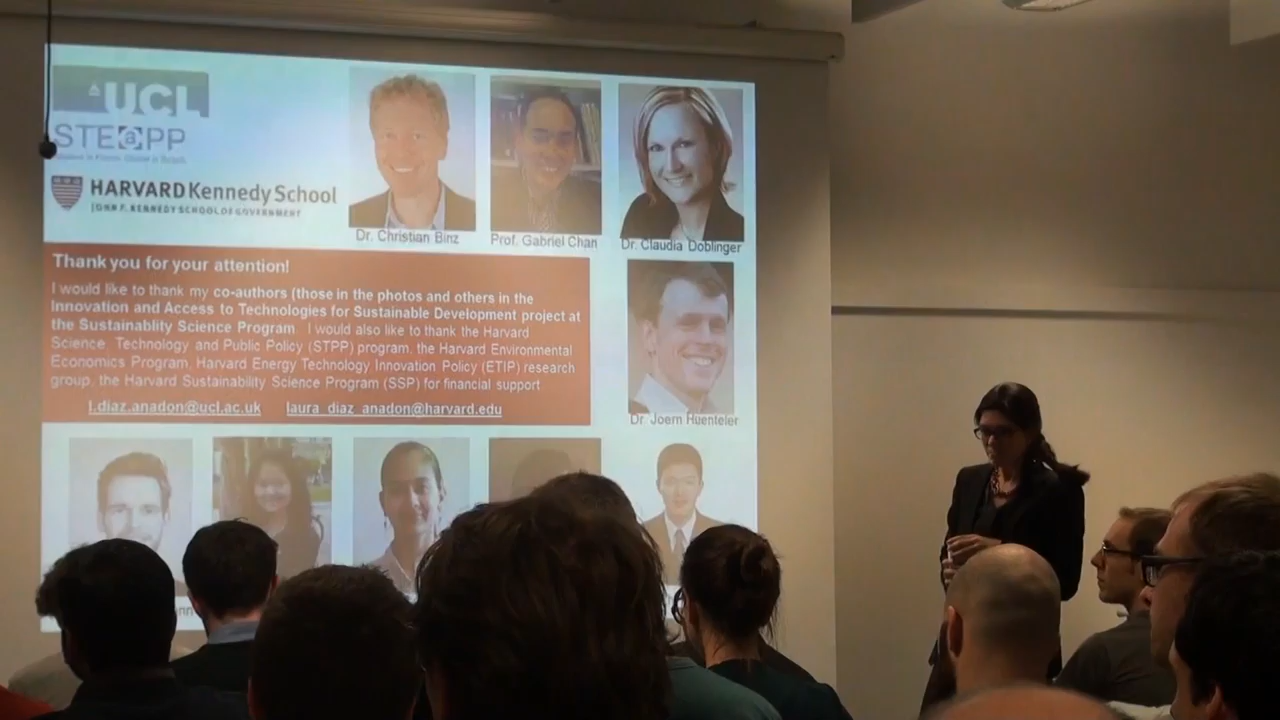 UCL
STEaPP
HARVARD Kennedy School
JOHN F. KENNEDY SCHOOL OF GOVERNMENT
Dr. Christian Binz
Prof. Gabriel Chan
Dr. Claudia Doblinger
Thank you for your attention!
I would like to thank my co-authors (those in the photos and others in the
Innovation and Access to Technologies for Sustainable Development project at
the Sustainablity Science Program. I would also like to thank the Harvard
Science, Technology and Public Policy (STPP) program, the Harvard Environmental
Economics Program, Harvard Energy Technology Innovation Policy (ETIP) research
group, the Harvard Sustainability Science Program (SSP) for financial support
l.diaz.anadon@ucl.ac.uk laura_diaz_anadon@harvard.edu
Dr. Joern Huenteler